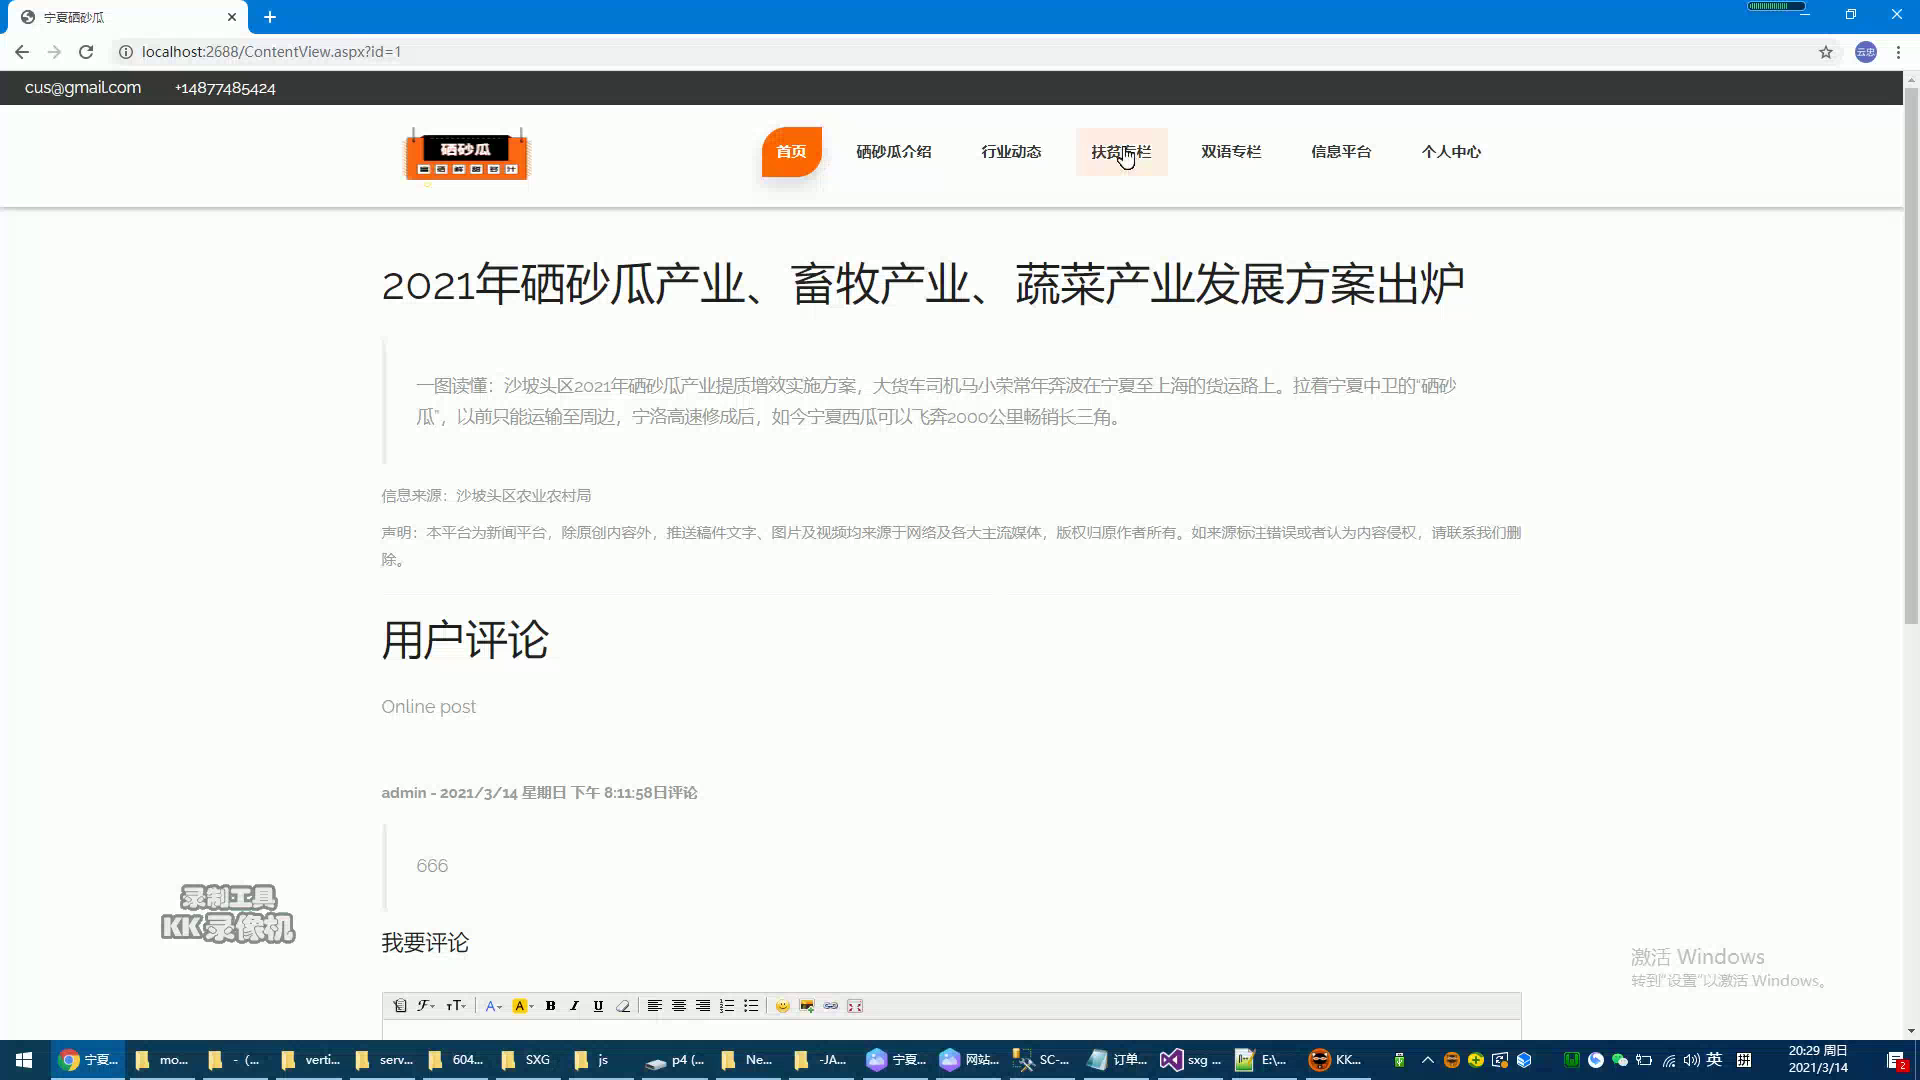 宁夏硒砂瓜
localhost:2688/ContentView.aspx?id=1
云忠
cus@gmail.com +14877485424
硒砂瓜
首页 硒砂瓜介绍 行业动态 扶贫专栏 双语专栏 信息平台 个人中心
2021年硒砂瓜产业、畜牧产业、蔬菜产业发展方案出炉
一图读懂：沙坡头区2021年硒砂瓜产业提质增效实施方案，大货车司机马小荣常年奔波在宁夏至上海的货运路上。拉着宁夏中卫的“硒砂
瓜”，以前只能运输至周边，宁洛高速修成后，如今宁夏西瓜可以飞奔2000公里畅销长三角。
信息来源：沙坡头区农业农村局
声明：本平台为新闻平台，除原创内容外，推送稿件文字、图片及视频均来源于网络及各大主流媒体，版权归原作者所有。如来源标注错误或者认为内容侵权，请联系我们删
除。
用户评论
Online post
admin - 2021/3/14 星期日 下午 8:11:58日评论
666
录制工具
KK录像机
我要评论
激活 Windows
转到“设置”以激活 Windows。
宁夏... mo... - (... verti... serv... 604... SXG js p4 (... Ne... -JA... 宁夏... 网站... SC-... 订单... sxg ... E:\... KK... 英 拼 20:29 周日
2021/3/14
2